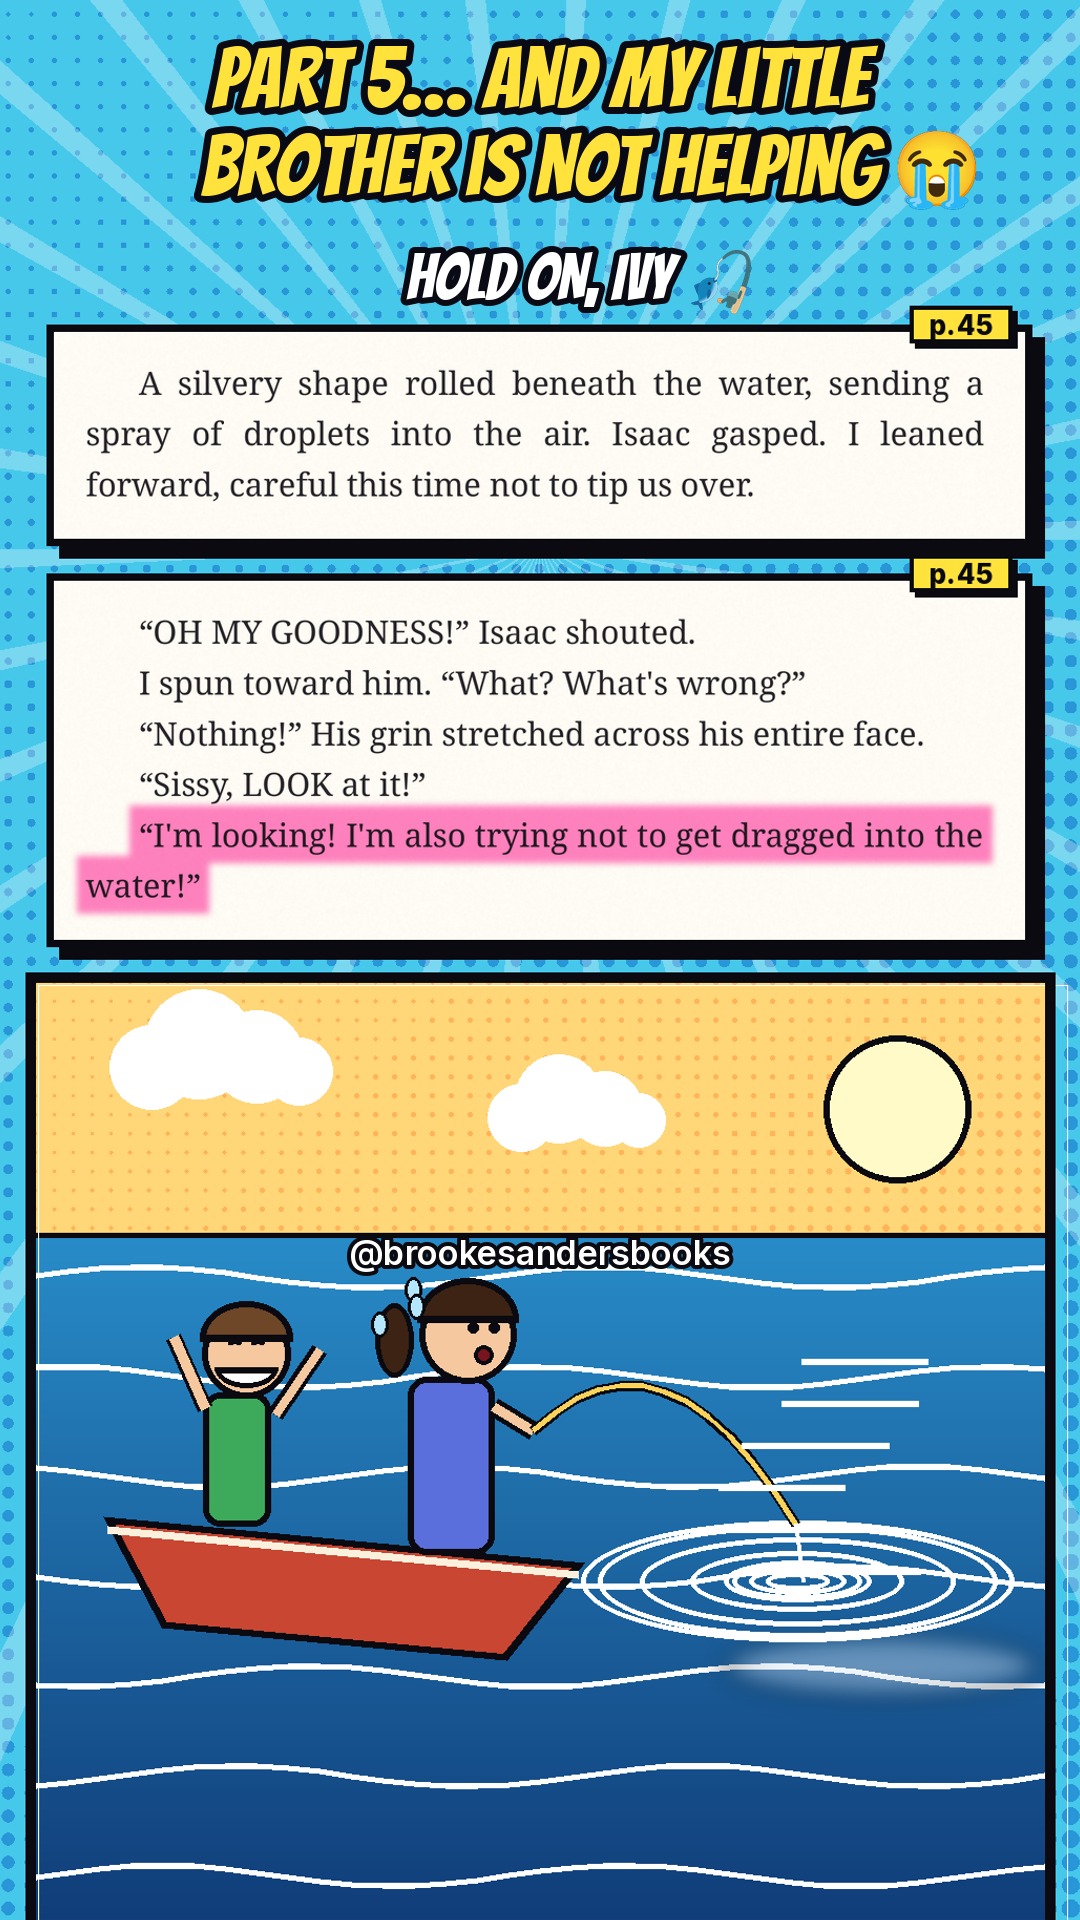 PART 5... AND MY LITTLE
BROTHER IS NOT HELPING 😭
HOLD ON, IVY 🎣
p.45
A silvery shape rolled beneath the water, sending a
spray of droplets into the air. Isaac gasped. I leaned
forward, careful this time not to tip us over.
p.45
“OH MY GOODNESS!” Isaac shouted.
I spun toward him. “What? What's wrong?”
“Nothing!” His grin stretched across his entire face.
“Sissy, LOOK at it!”
“I'm looking! I'm also trying not to get dragged into the
water!”
@brookesandersbooks